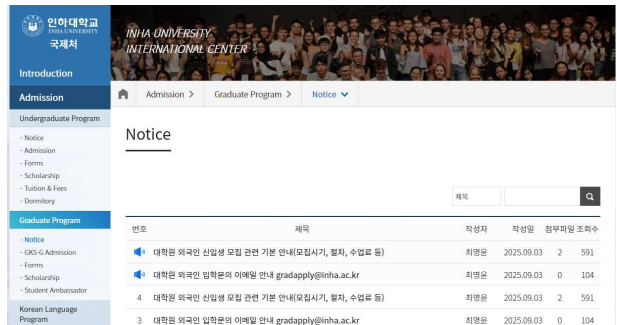 인하대학교
INHA UNIVERSITY
국제처
Introduction
Admission
Undergraduate Program
- Notice
- Admission
- Forms
- Scholarship
- Tuition & Fees
- Dormitory
Graduate Program
- Notice
- GKS-G Admission
- Forms
- Scholarship
- Student Ambassador
Korean Language
Program
INHA UNIVERSITY
INTERNATIONAL CENTER
Admission > Graduate Program > Notice
Notice
제목
번호 제목 작성자 작성일 첨부파일 조회수
대학원 외국인 신입생 모집 관련 기본 안내(모집시기, 절차, 수업료 등) 최명윤 2025.09.03 2 591
대학원 외국인 입학문의 이메일 안내 gradapply@inha.ac.kr 최명윤 2025.09.03 0 104
4 대학원 외국인 신입생 모집 관련 기본 안내(모집시기, 절차, 수업료 등) 최명윤 2025.09.03 2 591
3 대학원 외국인 입학문의 이메일 안내 gradapply@inha.ac.kr 최명윤 2025.09.03 0 104